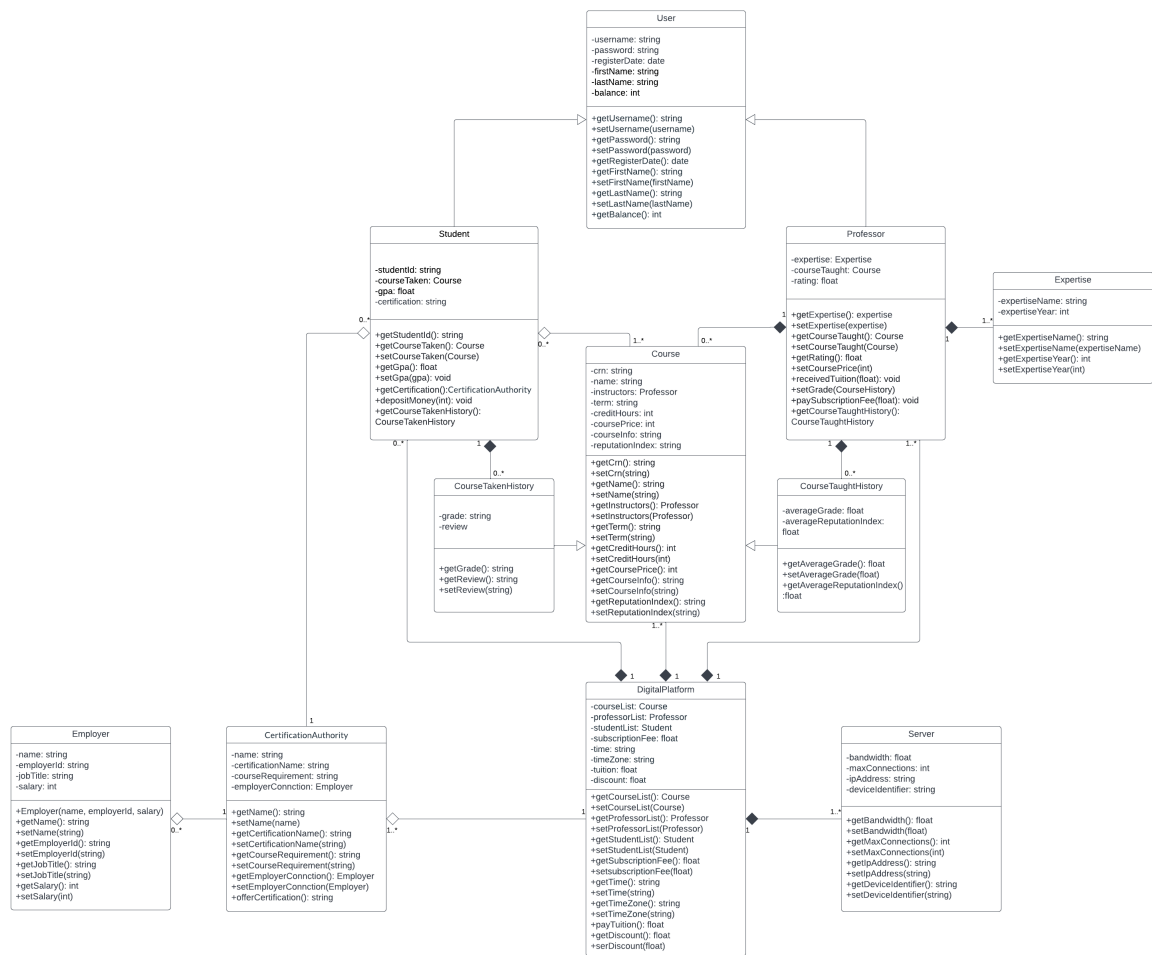 User
-username: string
-password: string
-registerDate: date
-firstName: string
-lastName: string
-balance: int
+getUsername(): string
+setUsername(username)
+getPassword(): string
+setPassword(password)
+getRegisterDate(): date
+getFirstName(): string
+setFirstName(firstName)
+getLastName(): string
+setLastName(lastName)
+getBalance(): int
Student
-studentId: string
-courseTaken: Course
-gpa: float
-certification: string
+getStudentId(): string
+getCourseTaken(): Course
+setCourseTaken(Course)
+getGpa(): float
+setGpa(gpa): void
+getCertification():CertificationAuthority
+depositMoney(int): void
+getCourseTakenHistory():
CourseTakenHistory
0..*
0..*
1..*
0..*
1
0..*
Professor
-expertise: Expertise
-courseTaught: Course
-rating: float
+getExpertise(): expertise
+setExpertise(expertise)
+getCourseTaught(): Course
+setCourseTaught(Course)
+getRating(): float
+setCoursePrice(int)
+receivedTuition(float): void
+setGrade(CourseHistory)
+paySubscriptionFee(float): void
+getCourseTaughtHistory():
CourseTaughtHistory
1
0..*
1
1..*
1
0..*
1..*
Expertise
-expertiseName: string
-expertiseYear: int
+getExpertiseName(): string
+setExpertiseName(expertiseName)
+getExpertiseYear(): int
+setExpertiseYear(int)
Course
-crn: string
-name: string
-instructors: Professor
-term: string
-creditHours: int
-coursePrice: int
-courseInfo: string
-reputationIndex: string
+getCrn(): string
+setCrn(string)
+getName(): string
+setName(string)
+getInstructors(): Professor
+setInstructors(Professor)
+getTerm(): string
+setTerm(string)
+getCreditHours(): int
+setCreditHours(int)
+getCoursePrice(): int
+getCourseInfo(): string
+setCourseInfo(string)
+getReputationIndex(): string
+setReputationIndex(string)
1..*
CourseTakenHistory
-grade: string
-review
+getGrade(): string
+getReview(): string
+setReview(string)
CourseTaughtHistory
-averageGrade: float
-averageReputationIndex:
float
+getAverageGrade(): float
+setAverageGrade(float)
+getAverageReputationIndex()
:float
1
1
1
1
Employer
-name: string
-employerId: string
-jobTitle: string
-salary: int
+Employer(name, employerId, salary)
+getName(): string
+setName(string)
+getEmployerId(): string
+setEmployerId(string)
+getJobTitle(): string
+setJobTitle(string)
+getSalary(): int
+setSalary(int)
0..*
1
CertificationAuthority
-name: string
-certificationName: string
-courseRequirement: string
-employerConnction: Employer
+getName(): string
+setName(name)
+getCertificationName(): string
+setCertificationName(string)
+getCourseRequirement(): string
+setCourseRequirement(string)
+getEmployerConnction(): Employer
+setEmployerConnction(Employer)
+offerCertification(): string
1..*
1
DigitalPlatform
-courseList: Course
-professorList: Professor
-studentList: Student
-subscriptionFee: float
-time: string
-timeZone: string
-tuition: float
-discount: float
+getCourseList(): Course
+setCourseList(Course)
+getProfessorList(): Professor
+setProfessorList(Professor)
+getStudentList(): Student
+setStudentList(Student)
+getSubscriptionFee(): float
+setsubscriptionFee(float)
+getTime(): string
+setTime(string)
+getTimeZone(): string
+setTimeZone(string)
+payTuition(): float
+getDiscount(): float
+serDiscount(float)
1
1..*
Server
-bandwidth: float
-maxConnections: int
-ipAddress: string
-deviceIdentifier: string
+getBandwidth(): float
+setBandwidth(float)
+getMaxConnections(): int
+setMaxConnections(int)
+getIpAddress(): string
+setIpAddress(string)
+getDeviceIdentifier(): string
+setDeviceIdentifier(string)